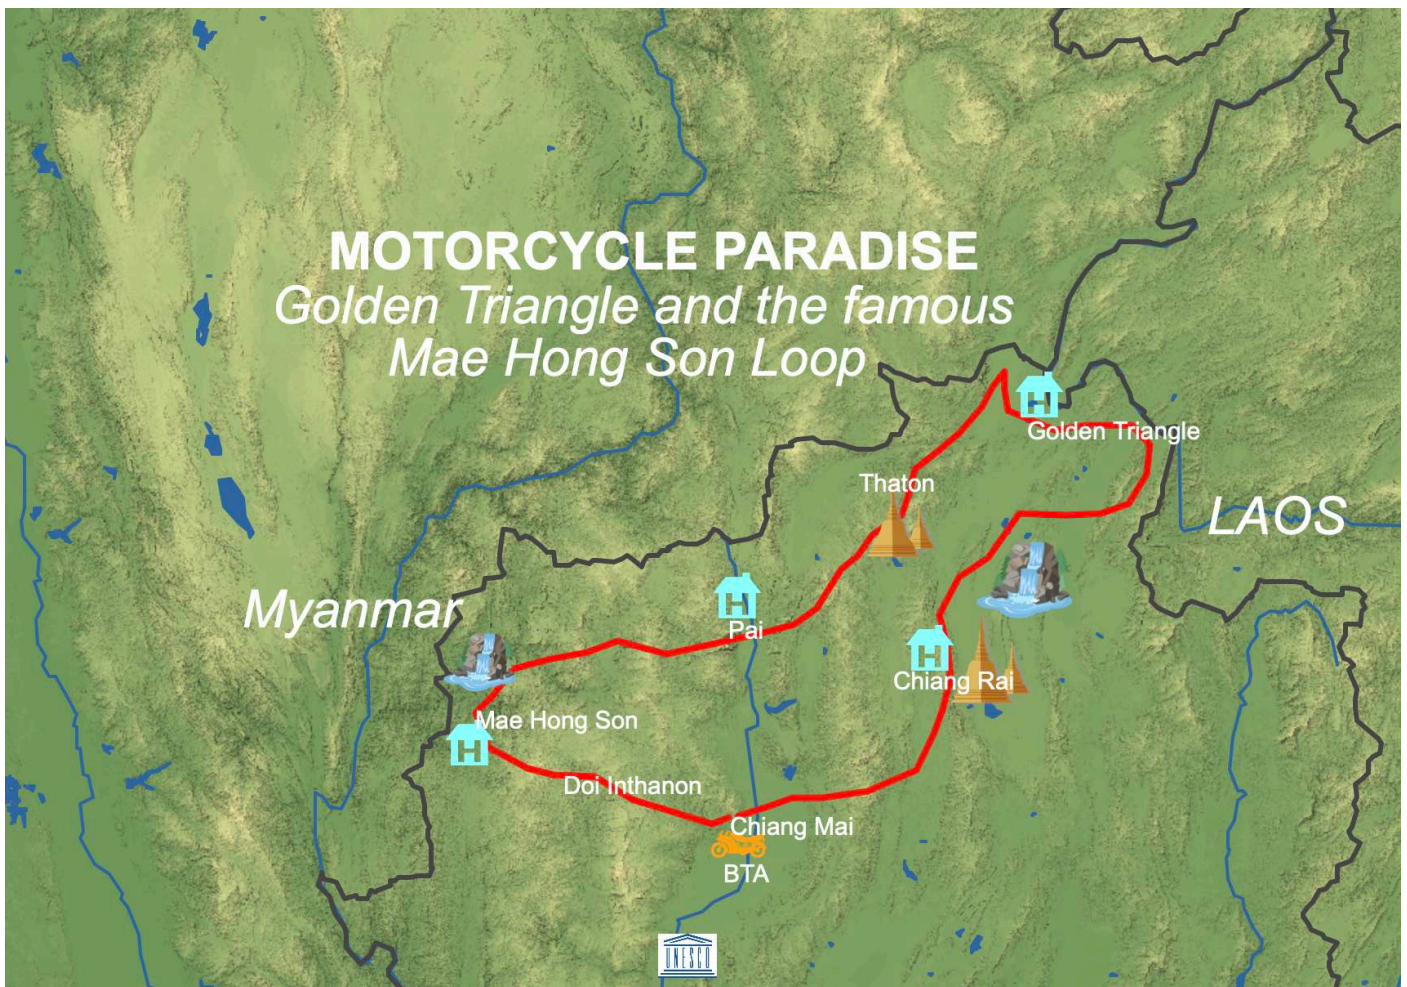 MOTORCYCLE PARADISE
Golden Triangle and the famous
Mae Hong Son Loop
H
Golden Triangle
Thaton
LAOS
Myanmar
H
Pai
H
Chiang Rai
Mae Hong Son
H
Doi Inthanon
Chiang Mai
BTA
UNESCO